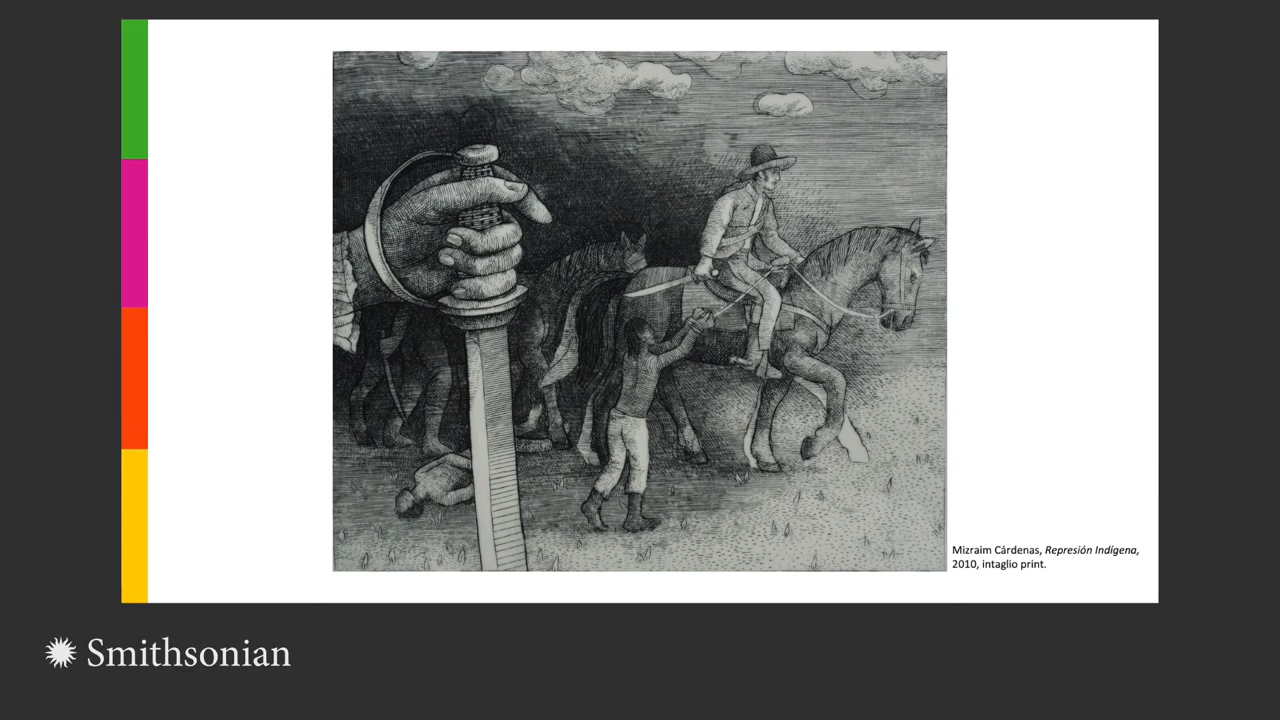 Mizraim Cárdenas, Represión Indígena,
2010, intaglio print.
Smithsonian